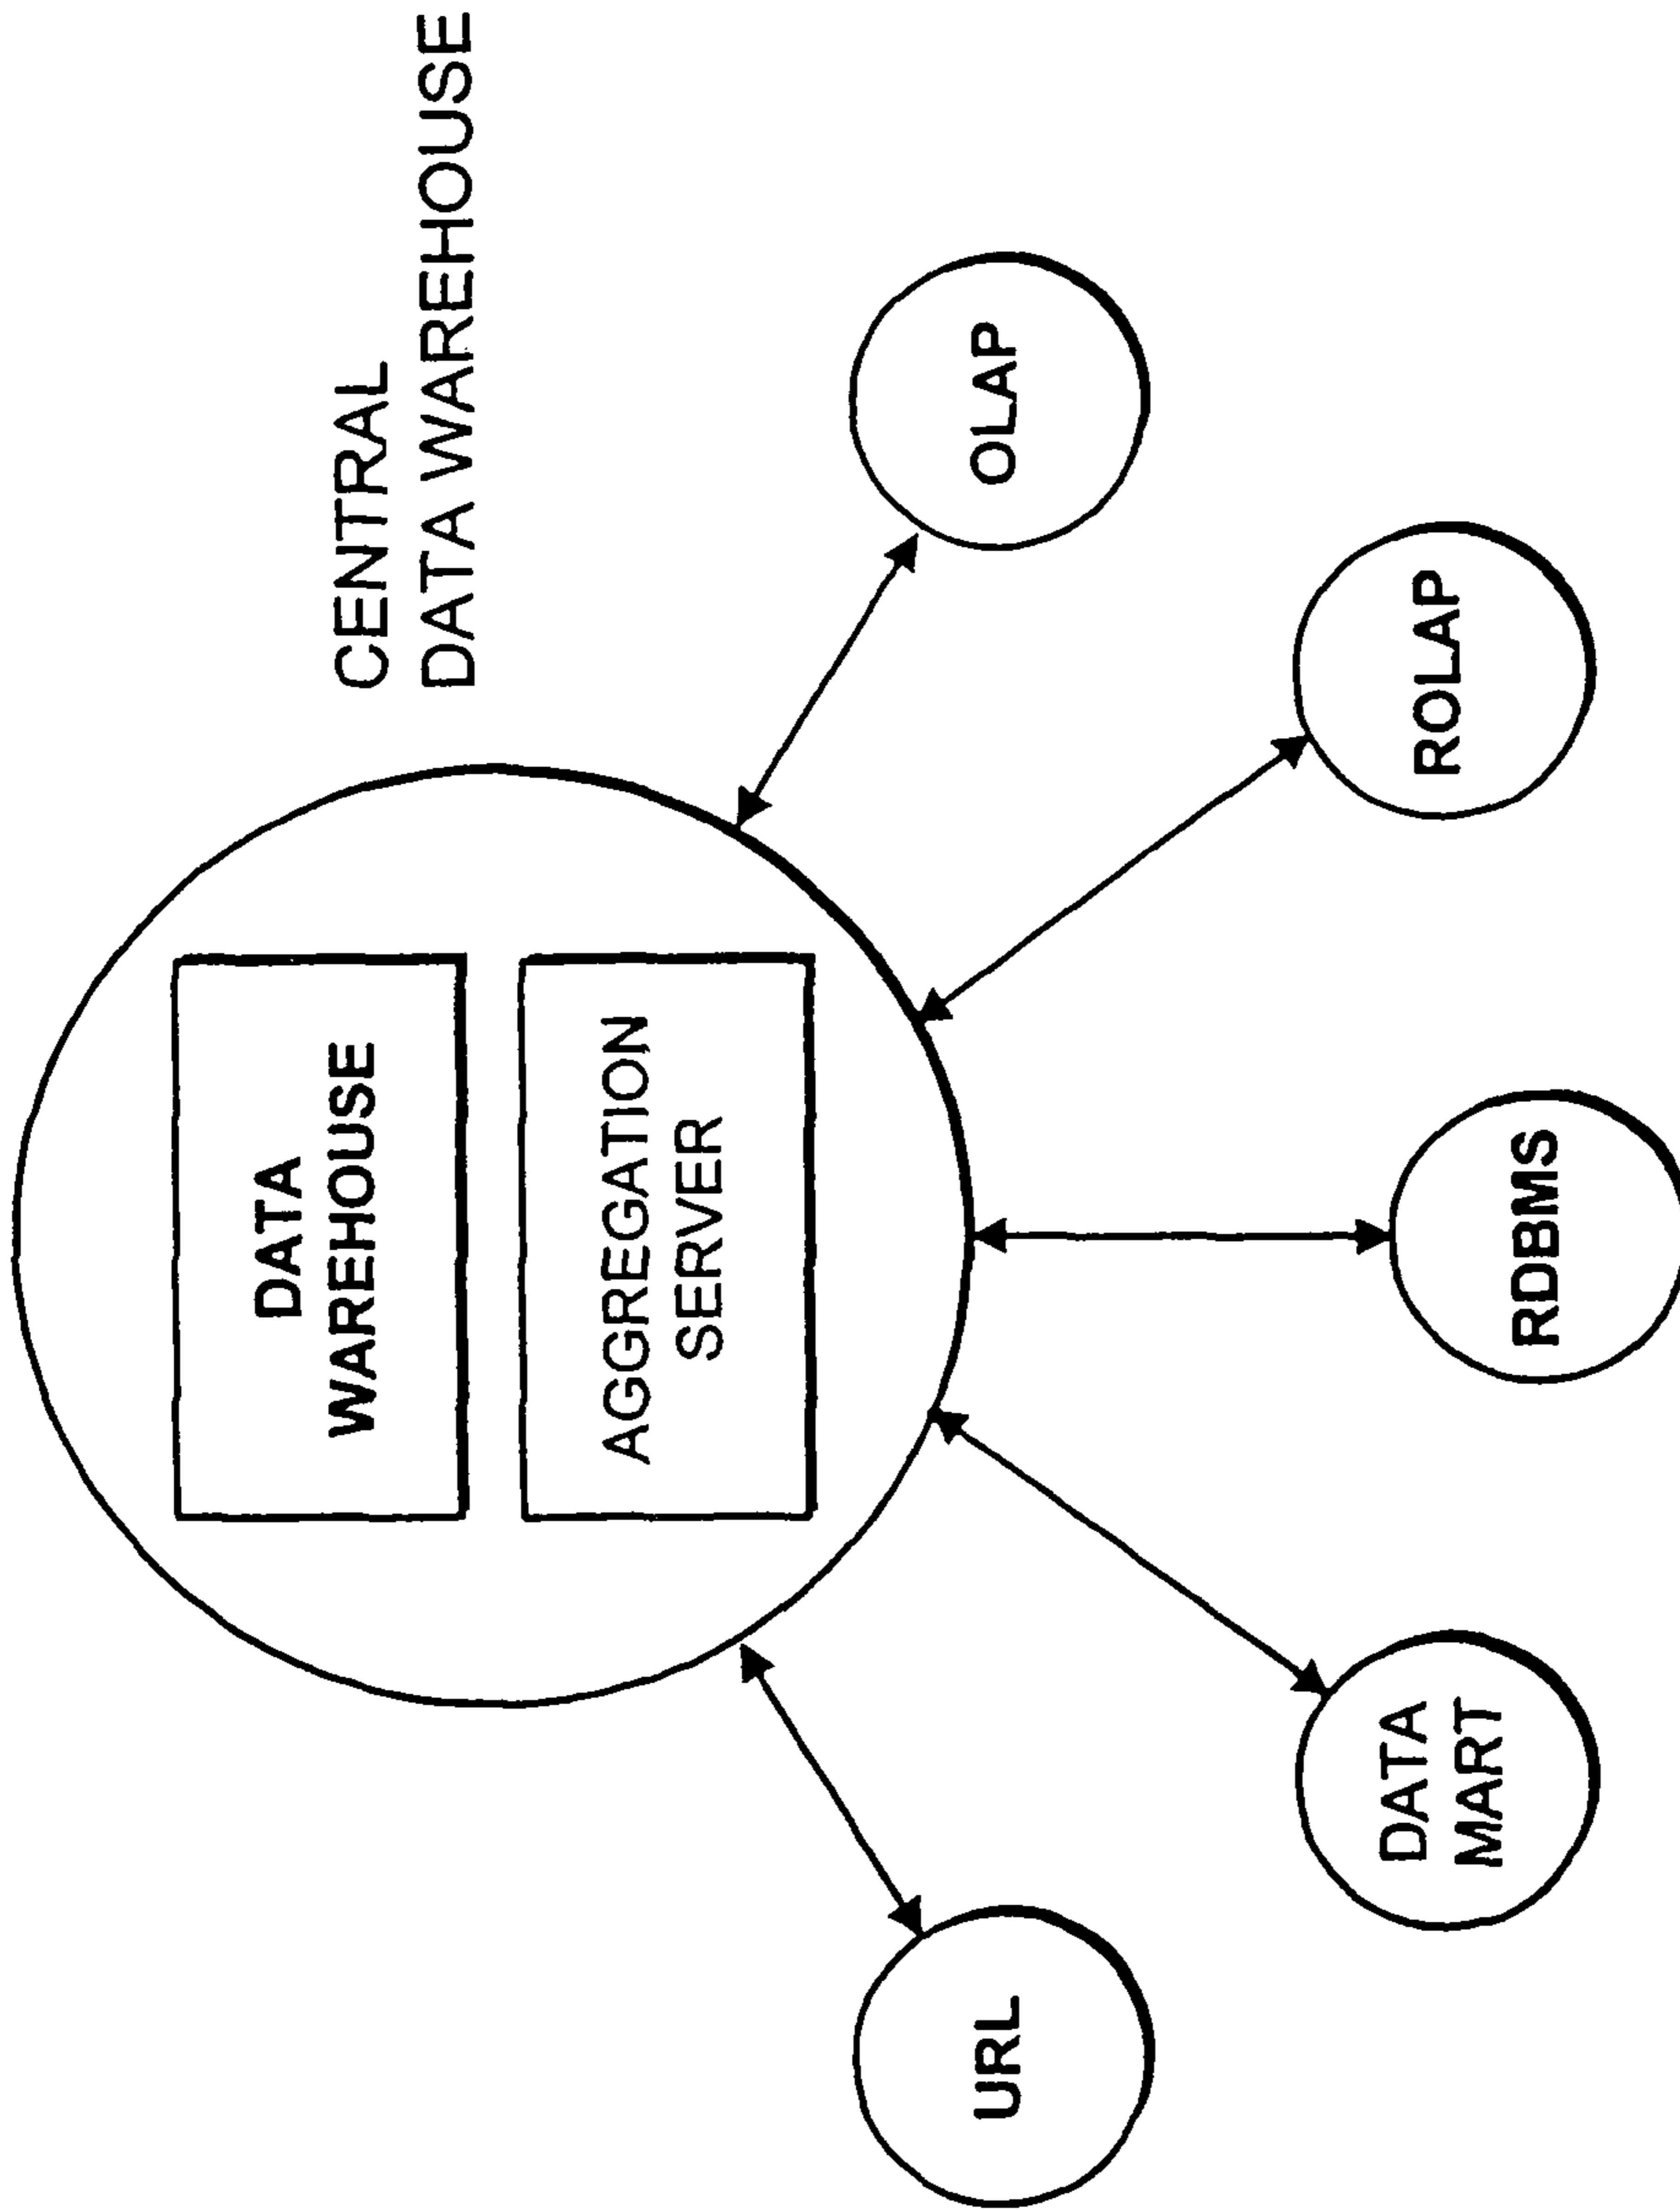 CENTRAL
DATA WAREHOUSE
DATA
WAREHOUSE
AGGREGATION
SERVER
URL
OLAP
DATA
MART
ROLAP
RDBMS